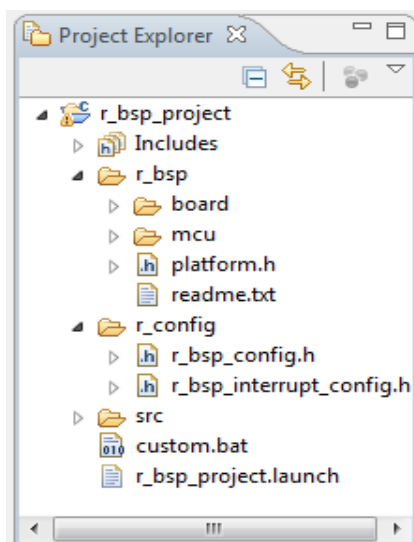 Project Explorer
r_bsp_project
Includes
r_bsp
board
mcu
platform.h
readme.txt
r_config
r_bsp_config.h
r_bsp_interrupt_config.h
src
custom.bat
r_bsp_project.launch